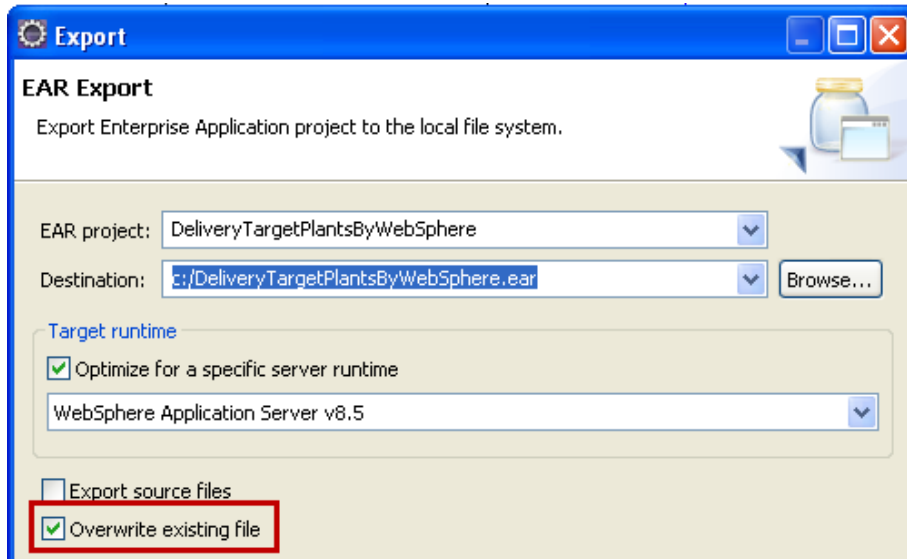 Export
EAR Export
Export Enterprise Application project to the local file system.
EAR project: DeliveryTargetPlantsByWebSphere
Destination: c:/DeliveryTargetPlantsByWebSphere.ear Browse...
Target runtime
Optimize for a specific server runtime
WebSphere Application Server v8.5
Export source files
Overwrite existing file